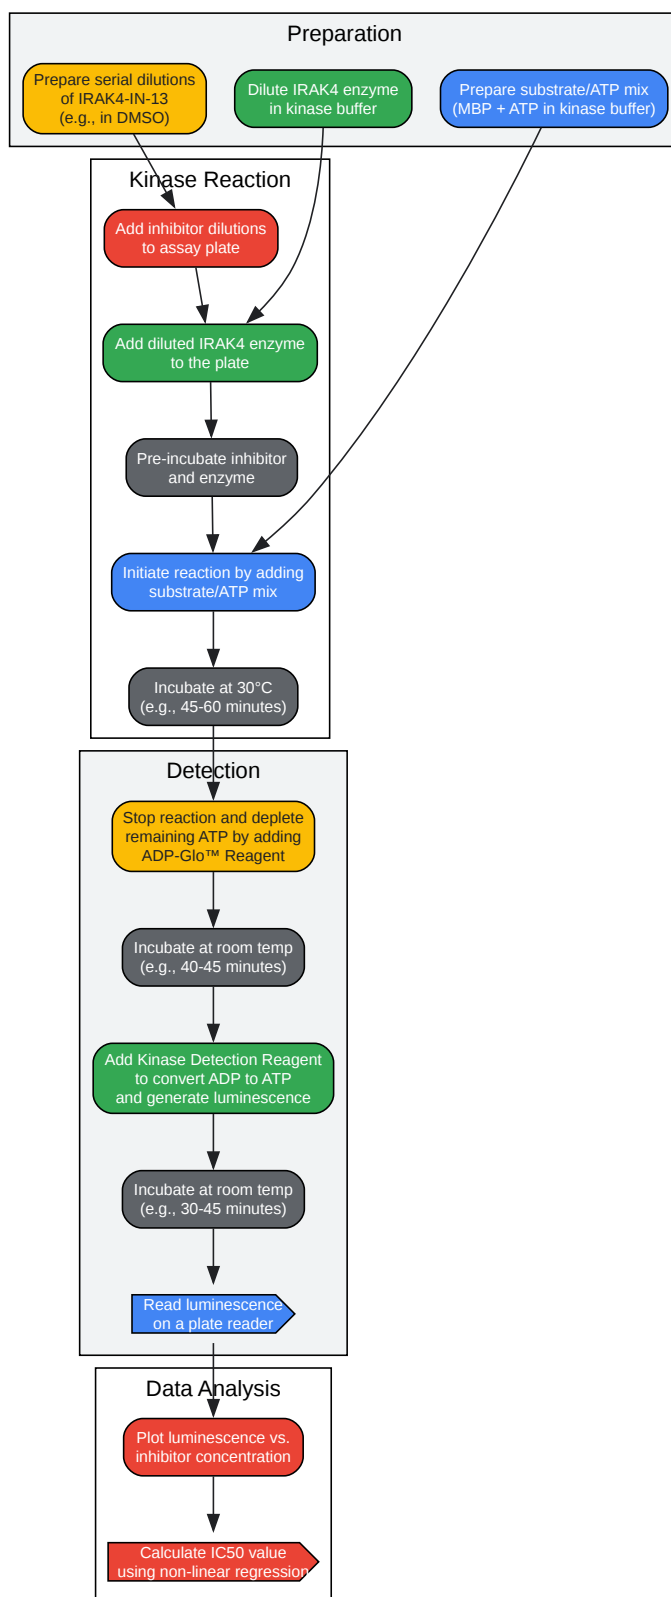 Preparation
Prepare serial dilutions
of IRAK4-IN-13
(e.g., in DMSO)
Dilute IRAK4 enzyme
in kinase buffer
Prepare substrate/ATP mix
(MBP + ATP in kinase buffer)
Kinase Reaction
Add inhibitor dilutions
to assay plate
Add diluted IRAK4 enzyme
to the plate
Pre-incubate inhibitor
and enzyme
Initiate reaction by adding
substrate/ATP mix
Incubate at 30°C
(e.g., 45-60 minutes)
Detection
Stop reaction and deplete
remaining ATP by adding
ADP-Glo™ Reagent
Incubate at room temp
(e.g., 40-45 minutes)
Add Kinase Detection Reagent
to convert ADP to ATP
and generate luminescence
Incubate at room temp
(e.g., 30-45 minutes)
Read luminescence
on a plate reader
Data Analysis
Plot luminescence vs.
inhibitor concentration
Calculate IC50 value
using non-linear regression